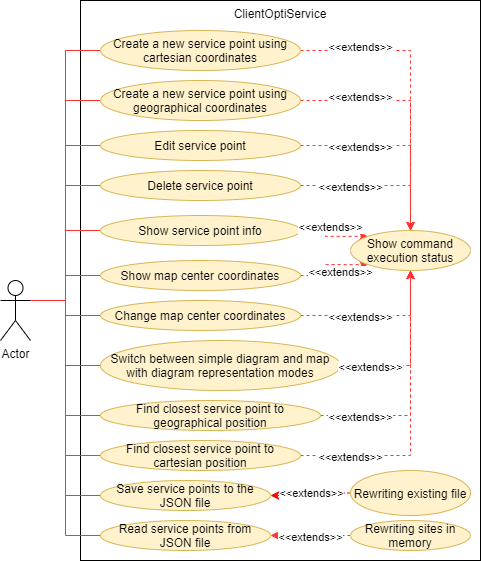 ClientOptiService
Create a new service point using
cartesian coordinates
<<extends>>
Create a new service point using
geographical coordinates
<<extends>>
Edit service point
<<extends>>
Delete service point
<<extends>>
Show service point info
<<extends>>
Show command
execution status
Show map center coordinates
<<extends>>
Actor
Change map center coordinates
<<extends>>
Switch between simple diagram and map
with diagram representation modes
<<extends>>
Find closest service point to
geographical position
<<extends>>
Find closest service point to
cartesian position
<<extends>>
Save service points to the
JSON file
<<extends>>
Rewriting existing file
Read service points from
JSON file
<<extends>>
Rewriting sites in
memory